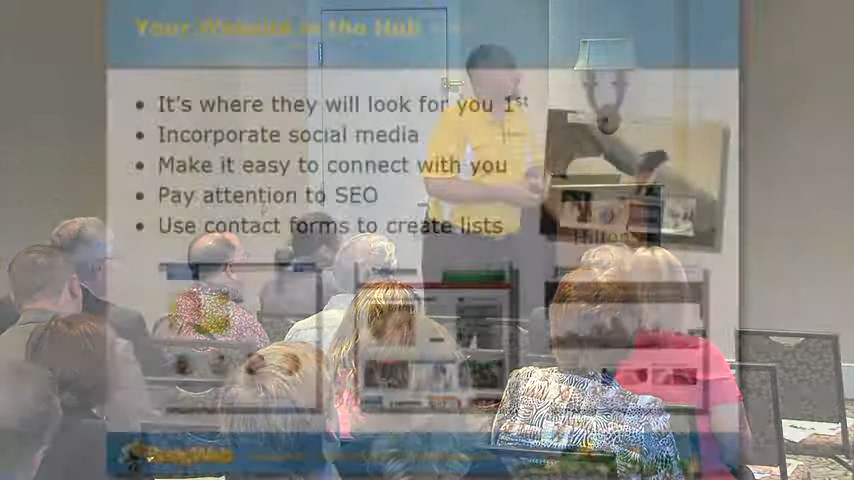 Your Website is the Hub
• It's where they will look for you 1st
• Incorporate social media
• Make it easy to connect with you
• Pay attention to SEO
• Use contact forms to create lists
Hilton